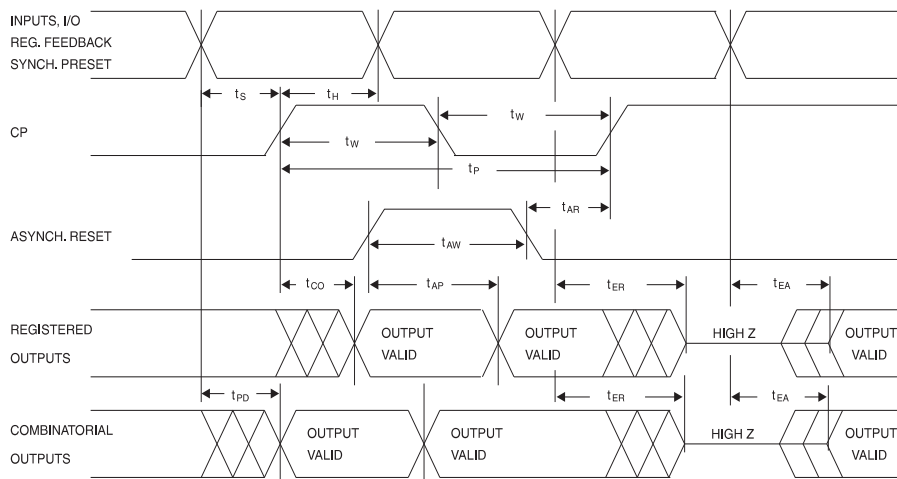 INPUTS, I/O
REG. FEEDBACK
SYNCH. PRESET
tS
tH
CP
tW
tW
tP
tAR
ASYNCH. RESET
tAW
tCO
tAP
tER
tEA
REGISTERED
OUTPUTS
OUTPUT
VALID
OUTPUT
VALID
HIGH Z
OUTPUT
VALID
tPD
tER
tEA
COMBINATORIAL
OUTPUTS
OUTPUT
VALID
OUTPUT
VALID
HIGH Z
OUTPUT
VALID